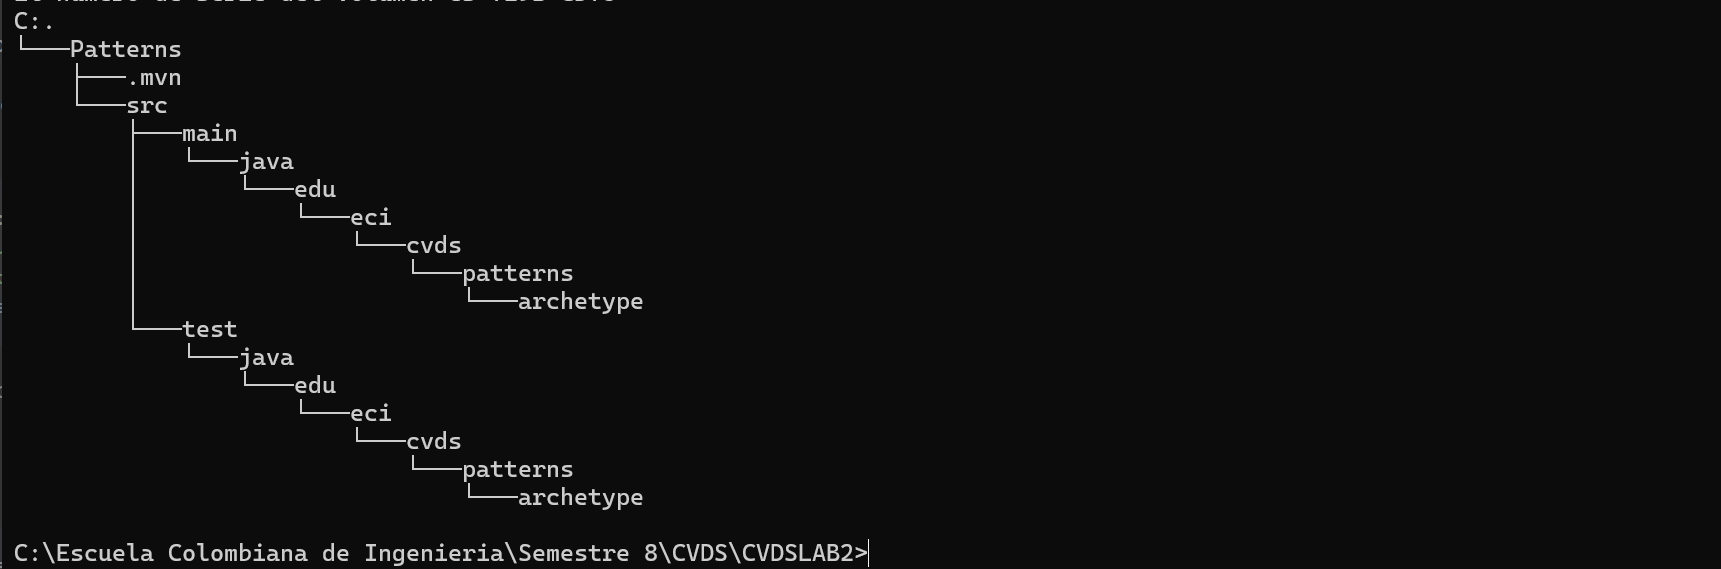 C:.
└───Patterns
    ├───.mvn
    └───src
        ├───main
        │   └───java
        │       └───edu
        │           └───eci
        │               └───cvds
        │                   └───patterns
        │                       └───archetype
        └───test
            └───java
                └───edu
                    └───eci
                        └───cvds
                            └───patterns
                                └───archetype
C:\Escuela Colombiana de Ingenieria\Semestre 8\CVDS\CVDSLAB2>